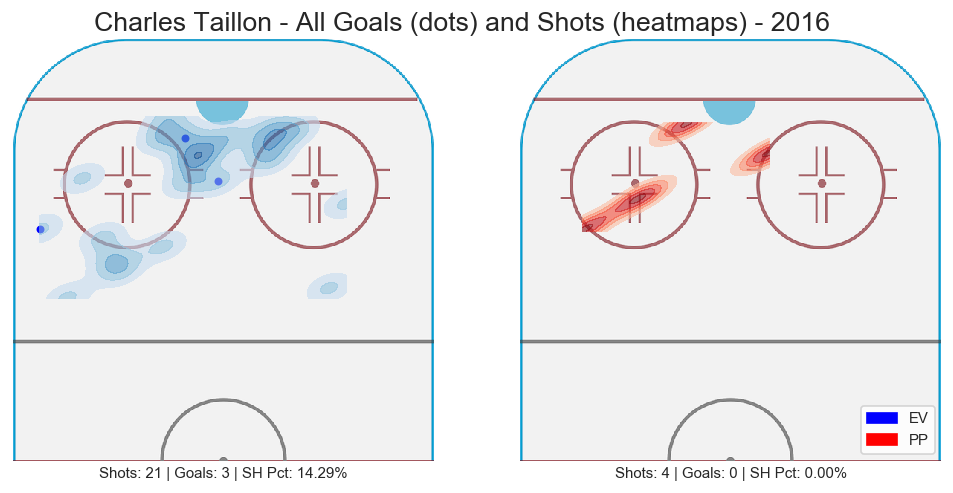 Charles Taillon - All Goals (dots) and Shots (heatmaps) - 2016
EV
PP
Shots: 21 | Goals: 3 | SH Pct: 14.29%
Shots: 4 | Goals: 0 | SH Pct: 0.00%